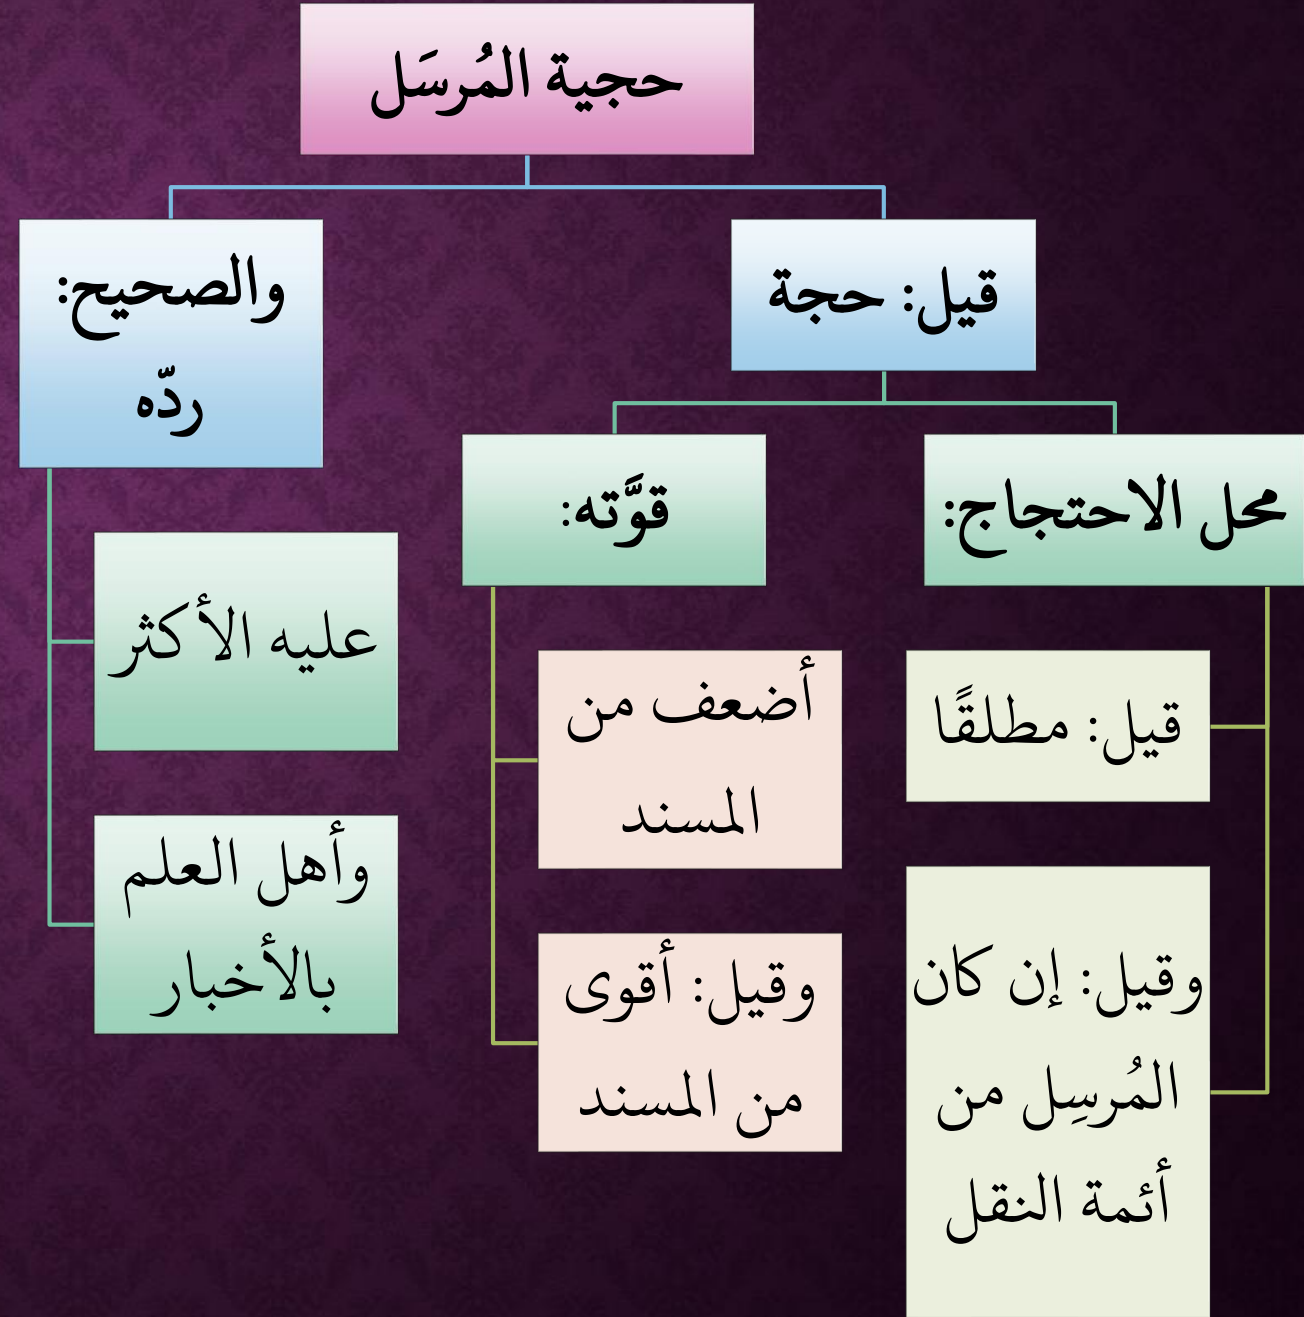 حجية المُرسَل
قيل: حجة
محل الاحتجاج:
قيل: مطلقًا
وقيل: إن كان
المُرسِل من
أئمة النقل
قوَّته:
أضعف من
المسند
وقيل: أقوى
من المسند
والصحيح:
ردّه
عليه الأكثر
وأهل العلم
بالأخبار